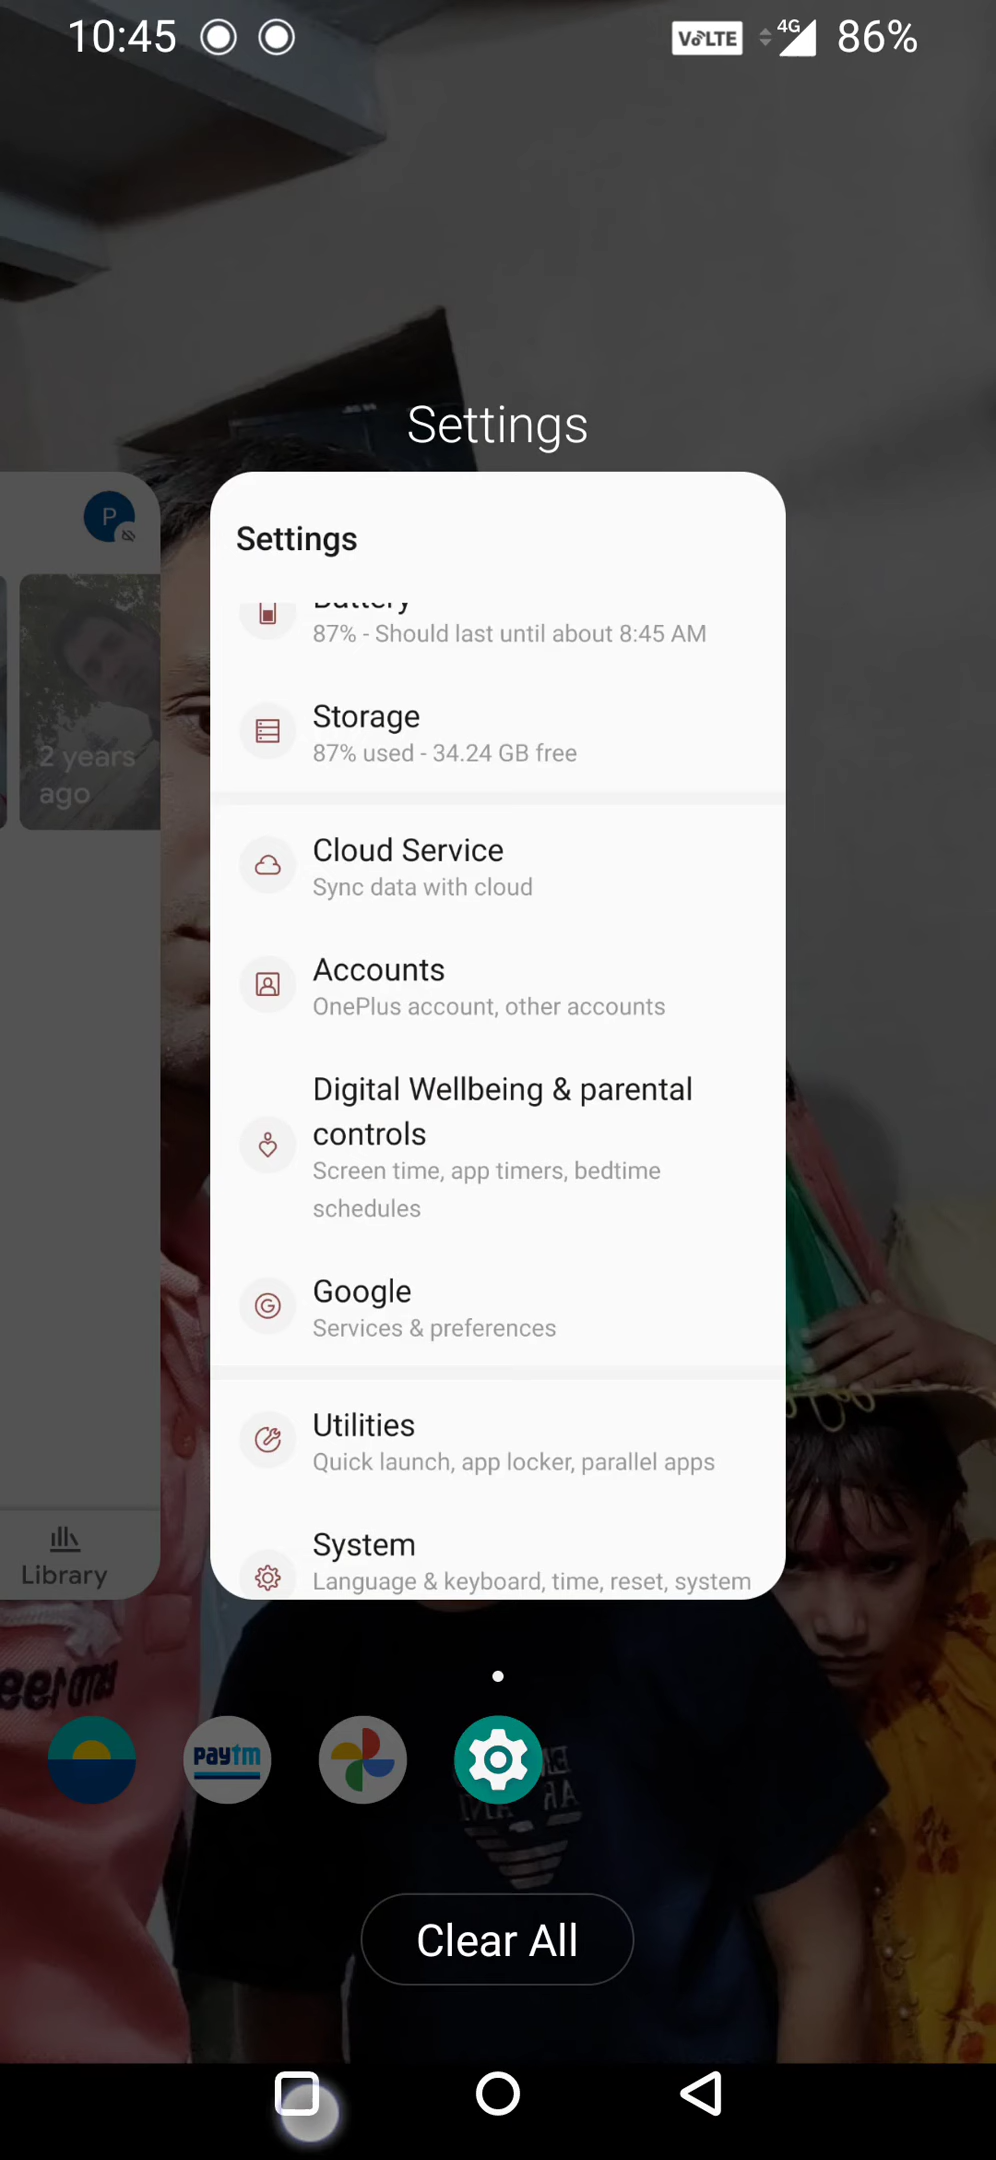 10:45
VoLTE 4G 86%
Settings
P
Settings
Battery
87% - Should last until about 8:45 AM
Storage
87% used - 34.24 GB free
2 years
ago
Cloud Service
Sync data with cloud
Accounts
OnePlus account, other accounts
Digital Wellbeing & parental
controls
Screen time, app timers, bedtime
schedules
Google
Services & preferences
Utilities
Quick launch, app locker, parallel apps
System
Language & keyboard, time, reset, system
Library
paytm
Clear All